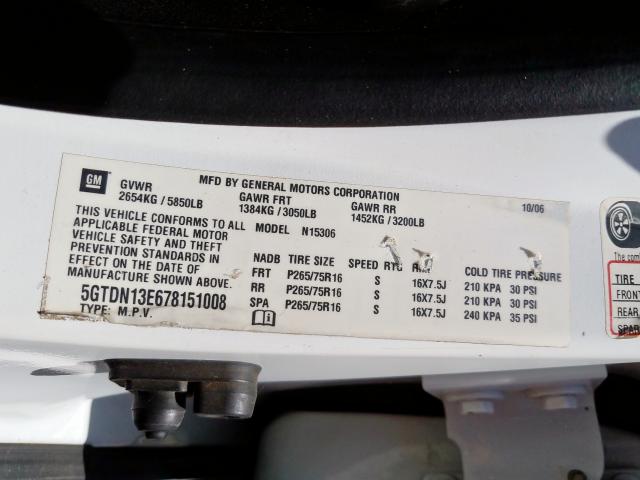 GM
MFD BY GENERAL MOTORS CORPORATION
10/06
GVWR GAWR FRT GAWR RR
2654KG / 5850LB 1384KG / 3050LB 1452KG / 3200LB
THIS VEHICLE CONFORMS TO ALL
APPLICABLE FEDERAL MOTOR
VEHICLE SAFETY AND THEFT
PREVENTION STANDARDS IN
EFFECT ON THE DATE OF
MANUFACTURE SHOWN ABOVE.
5GTDN13E678151008
TYPE: M.P.V.
MODEL N15306
NADB TIRE SIZE SPEED RTG RIM COLD TIRE PRESSURE
FRT P265/75R16 S 16X7.5J 210 KPA 30 PSI
RR P265/75R16 S 16X7.5J 210 KPA 30 PSI
SPA P265/75R16 S 16X7.5J 240 KPA 35 PSI
The
TIRE
FRONT
REAR
SPAR